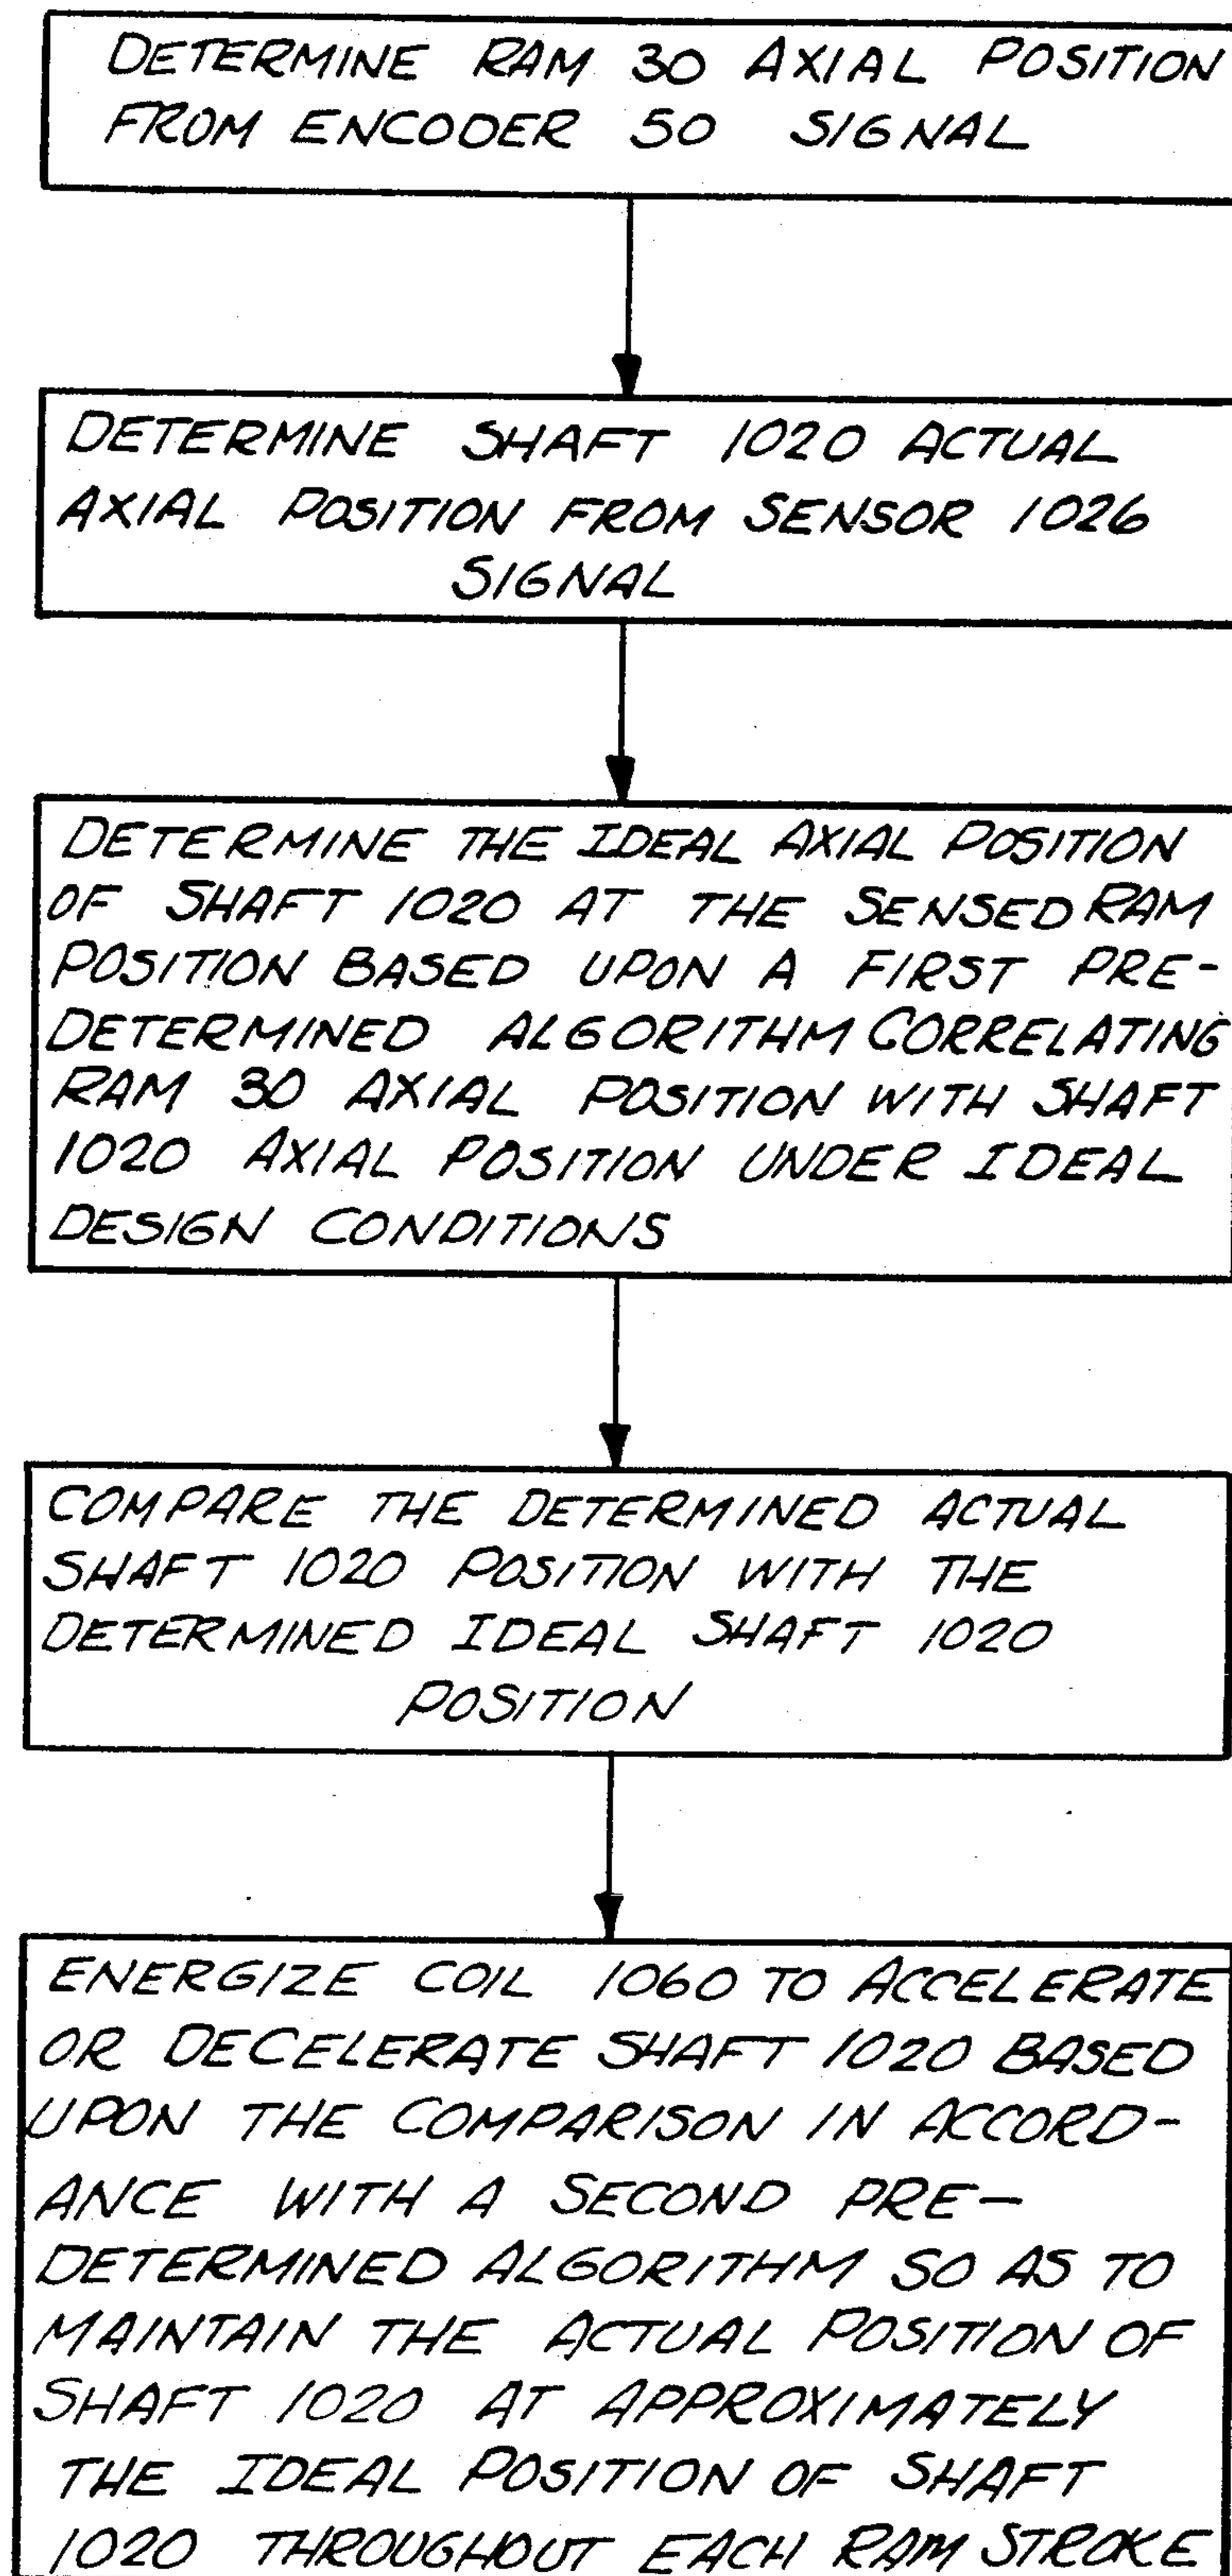 DETERMINE RAM 30 AXIAL POSITION
FROM ENCODER 50 SIGNAL
DETERMINE SHAFT 1020 ACTUAL
AXIAL POSITION FROM SENSOR 1026
SIGNAL
DETERMINE THE IDEAL AXIAL POSITION
OF SHAFT 1020 AT THE SENSED RAM
POSITION BASED UPON A FIRST PRE-
DETERMINED ALGORITHM CORRELATING
RAM 30 AXIAL POSITION WITH SHAFT
1020 AXIAL POSITION UNDER IDEAL
DESIGN CONDITIONS
COMPARE THE DETERMINED ACTUAL
SHAFT 1020 POSITION WITH THE
DETERMINED IDEAL SHAFT 1020
POSITION
ENERGIZE COIL 1060 TO ACCELERATE
OR DECELERATE SHAFT 1020 BASED
UPON THE COMPARISON IN ACCORD-
ANCE WITH A SECOND PRE-
DETERMINED ALGORITHM SO AS TO
MAINTAIN THE ACTUAL POSITION OF
SHAFT 1020 AT APPROXIMATELY
THE IDEAL POSITION OF SHAFT
1020 THROUGHOUT EACH RAM STROKE